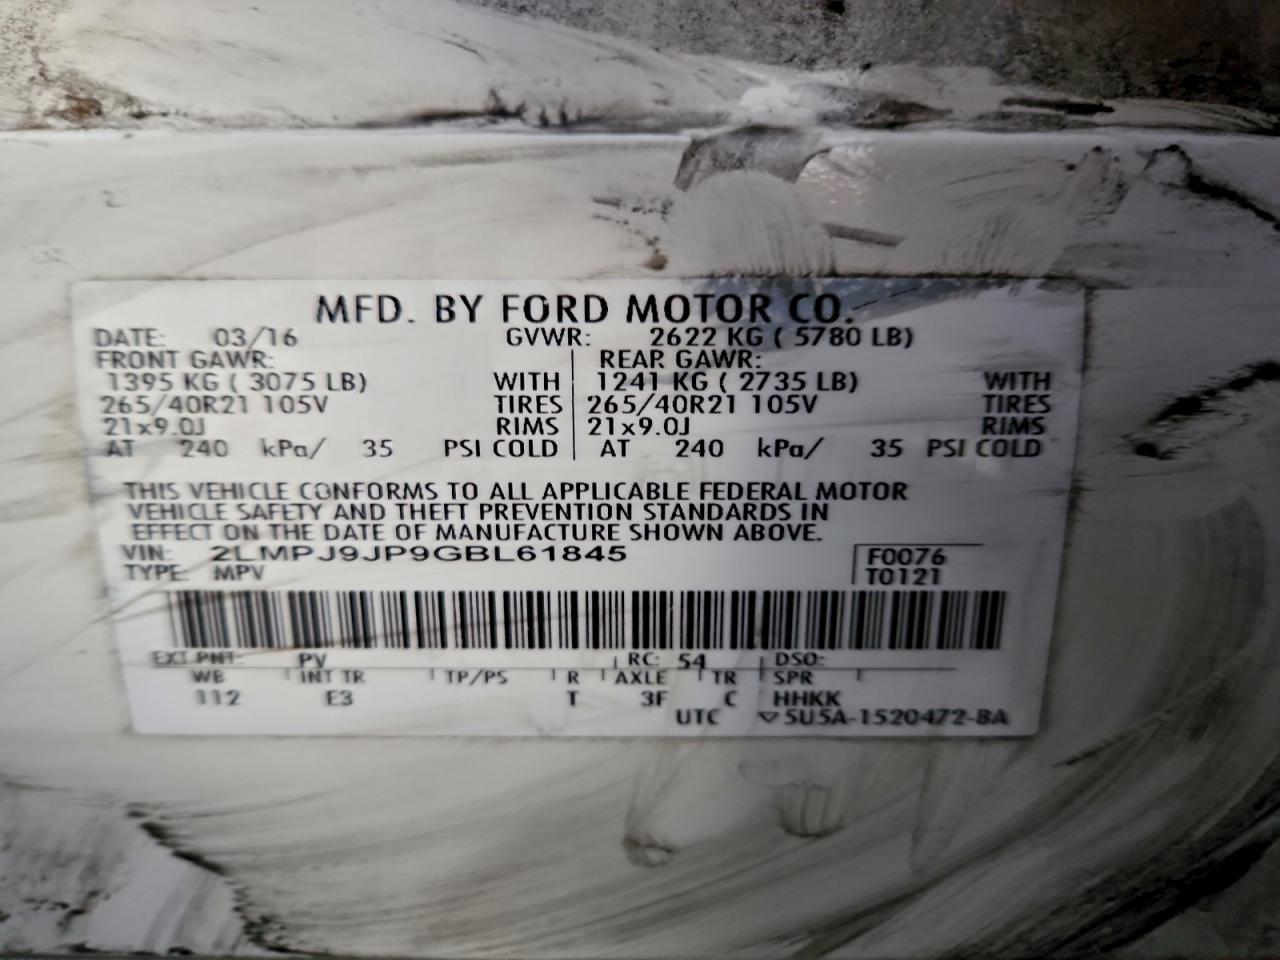 MFD. BY FORD MOTOR CO.
DATE: 03/16 GVWR: 2622 KG ( 5780 LB)
FRONT GAWR: REAR GAWR:
1395 KG ( 3075 LB) WITH 1241 KG ( 2735 LB) WITH
265/40R21 105V TIRES 265/40R21 105V TIRES
21x9.0J RIMS 21x9.0J RIMS
AT 240 kPa/ 35 PSI COLD AT 240 kPa/ 35 PSI COLD
THIS VEHICLE CONFORMS TO ALL APPLICABLE FEDERAL MOTOR
VEHICLE SAFETY AND THEFT PREVENTION STANDARDS IN
EFFECT ON THE DATE OF MANUFACTURE SHOWN ABOVE.
VIN: 2LMPJ9JP9GBL61845 F0076
TYPE: MPV T0121
EXT PNT: PV RC: 54 DSO:
WB INT TR TP/PS R AXLE TR SPR
112 E3 T 3F C HHKK
UTC ▽5U5A-1520472-BA